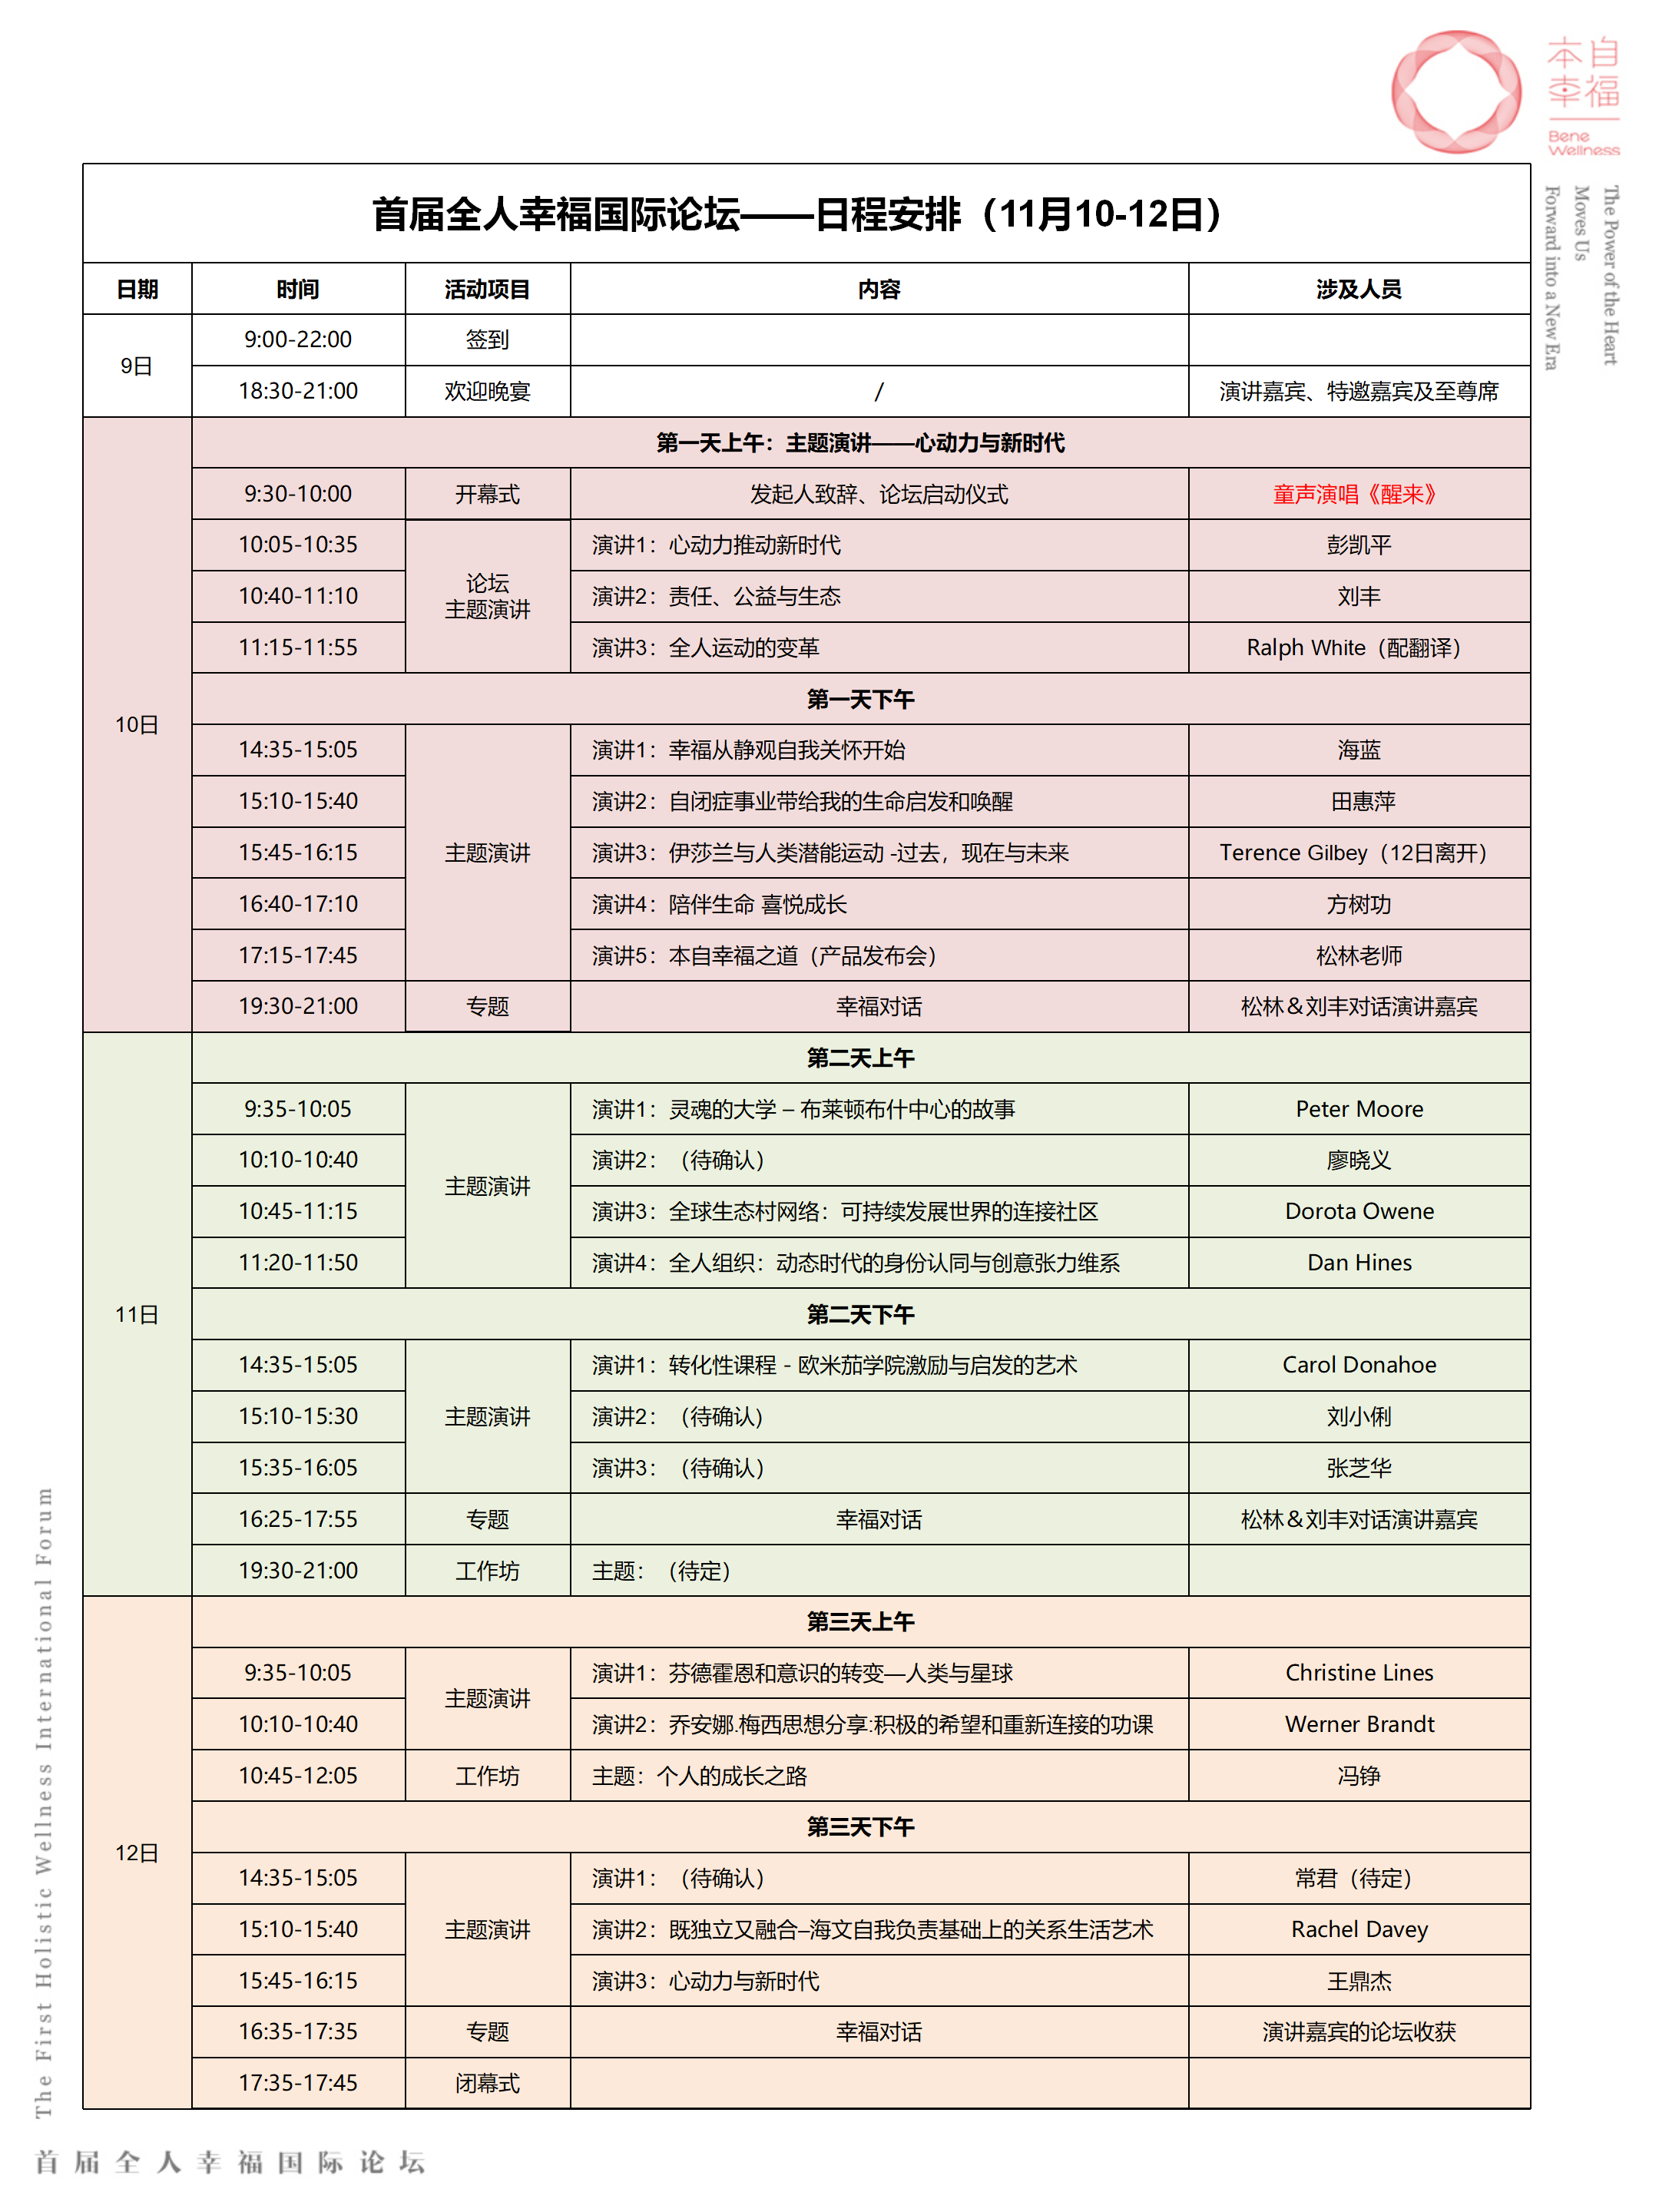 本自
幸福
Bene
Wellness
The Power of the Heart
Moves Us
Forward into a New Era
首届全人幸福国际论坛——日程安排（11月10-12日）
日期 时间 活动项目 内容 涉及人员
9日
9:00-22:00 签到
18:30-21:00 欢迎晚宴 / 演讲嘉宾、特邀嘉宾及至尊席
10日
第一天上午：主题演讲——心动力与新时代
9:30-10:00 开幕式 发起人致辞、论坛启动仪式 童声演唱《醒来》
论坛
主题演讲
10:05-10:35 演讲1：心动力推动新时代 彭凯平
10:40-11:10 演讲2：责任、公益与生态 刘丰
11:15-11:55 演讲3：全人运动的变革 Ralph White（配翻译）
第一天下午
主题演讲
14:35-15:05 演讲1：幸福从静观自我关怀开始 海蓝
15:10-15:40 演讲2：自闭症事业带给我的生命启发和唤醒 田惠萍
15:45-16:15 演讲3：伊莎兰与人类潜能运动 -过去，现在与未来 Terence Gilbey（12日离开）
16:40-17:10 演讲4：陪伴生命 喜悦成长 方树功
17:15-17:45 演讲5：本自幸福之道（产品发布会） 松林老师
19:30-21:00 专题 幸福对话 松林＆刘丰对话演讲嘉宾
11日
第二天上午
主题演讲
9:35-10:05 演讲1：灵魂的大学 – 布莱顿布什中心的故事 Peter Moore
10:10-10:40 演讲2：（待确认） 廖晓义
10:45-11:15 演讲3：全球生态村网络：可持续发展世界的连接社区 Dorota Owene
11:20-11:50 演讲4：全人组织：动态时代的身份认同与创意张力维系 Dan Hines
第二天下午
主题演讲
14:35-15:05 演讲1：转化性课程 - 欧米茄学院激励与启发的艺术 Carol Donahoe
15:10-15:30 演讲2：（待确认) 刘小俐
15:35-16:05 演讲3：（待确认） 张芝华
16:25-17:55 专题 幸福对话 松林＆刘丰对话演讲嘉宾
19:30-21:00 工作坊 主题：（待定）
12日
第三天上午
主题演讲
9:35-10:05 演讲1：芬德霍恩和意识的转变—人类与星球 Christine Lines
10:10-10:40 演讲2：乔安娜.梅西思想分享:积极的希望和重新连接的功课 Werner Brandt
10:45-12:05 工作坊 主题：个人的成长之路 冯铮
第三天下午
主题演讲
14:35-15:05 演讲1：（待确认） 常君（待定）
15:10-15:40 演讲2：既独立又融合–海文自我负责基础上的关系生活艺术 Rachel Davey
15:45-16:15 演讲3：心动力与新时代 王鼎杰
16:35-17:35 专题 幸福对话 演讲嘉宾的论坛收获
17:35-17:45 闭幕式
The First Holistic Wellness International Forum
首届全人幸福国际论坛